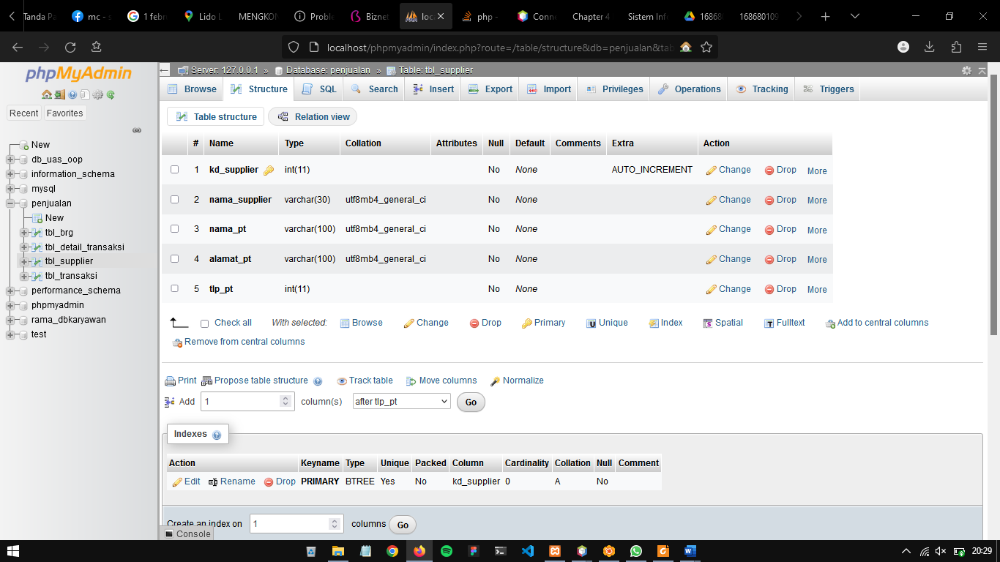 Tanda Pa mc - s 1 febr Lido L MENGKON Proble Biznet loc php - Conne Chapter 4 Sistem Inf 16868 168680109
localhost/phpmyadmin/index.php?route=/table/structure&db=penjualan&tab
phpMyAdmin
Recent Favorites
New
db_uas_oop
information_schema
mysql
penjualan
New
tbl_brg
tbl_detail_transaksi
tbl_supplier
tbl_transaksi
performance_schema
phpmyadmin
rama_dbkaryawan
test
Server: 127.0.0.1 » Database: penjualan » Table: tbl_supplier
Browse Structure SQL Search Insert Export Import Privileges Operations Tracking Triggers
Table structure Relation view
# Name Type Collation Attributes Null Default Comments Extra Action
1 kd_supplier int(11) No None AUTO_INCREMENT Change Drop More
2 nama_supplier varchar(30) utf8mb4_general_ci No None Change Drop More
3 nama_pt varchar(100) utf8mb4_general_ci No None Change Drop More
4 alamat_pt varchar(100) utf8mb4_general_ci No None Change Drop More
5 tlp_pt int(11) No None Change Drop More
Check all With selected: Browse Change Drop Primary Unique Index Spatial Fulltext Add to central columns
Remove from central columns
Print Propose table structure Track table Move columns Normalize
Add 1 column(s) after tlp_pt Go
Indexes
Action Keyname Type Unique Packed Column Cardinality Collation Null Comment
Edit Rename Drop PRIMARY BTREE Yes No kd_supplier 0 A No
Create an index on 1 columns Go
Console
20:29